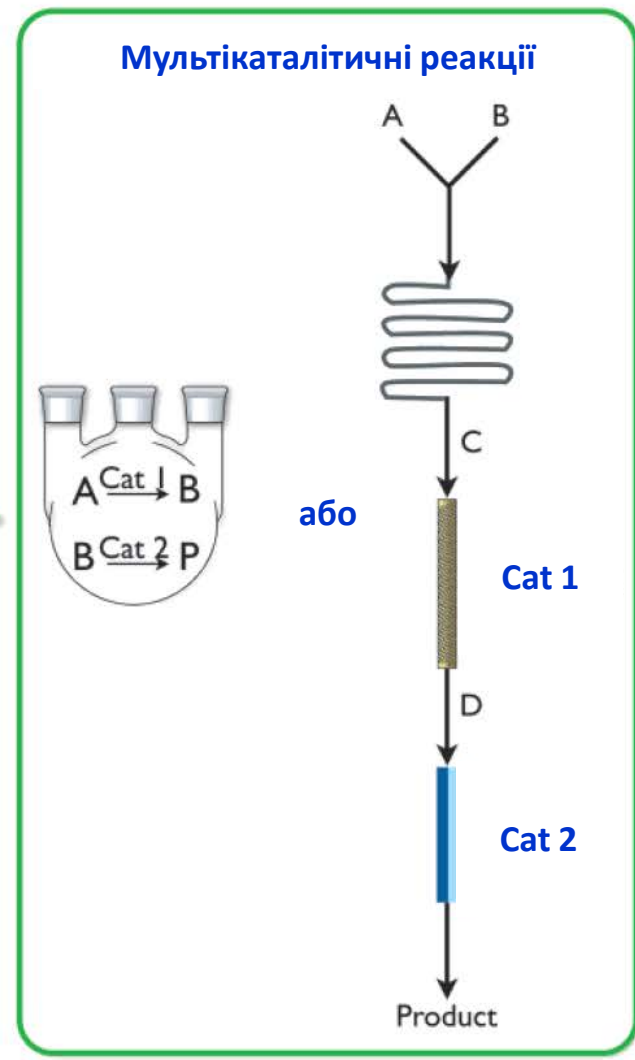 Мультікаталітичні реакції
A B
C
A Cat 1 B
або
B Cat 2 P
Cat 1
D
Cat 2
Product